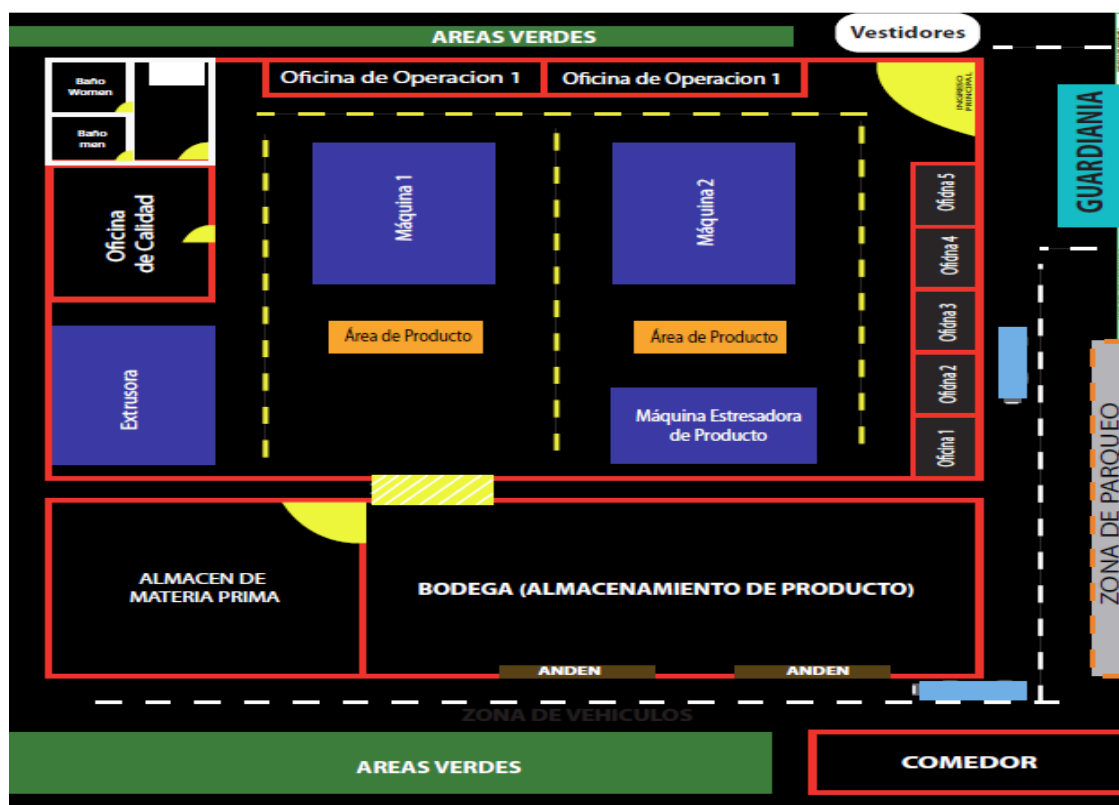 AREAS VERDES
Vestidores
Oficina de Operacion 1
Oficina de Operacion 1
INGRESO
PRINCIPAL
Baño
Women
Baño
men
GUARDIANIA
Oficina
de Calidad
Máquina 1
Máquina 2
Oficina 5
Oficina 4
Oficina 3
Oficina 2
Oficina 1
Área de Producto
Área de Producto
Extrusora
Máquina Estresadora
de Producto
ZONA DE PARQUEO
ALMACEN DE
MATERIA PRIMA
BODEGA (ALMACENAMIENTO DE PRODUCTO)
ANDEN
ANDEN
ZONA DE VEHICULOS
AREAS VERDES
COMEDOR